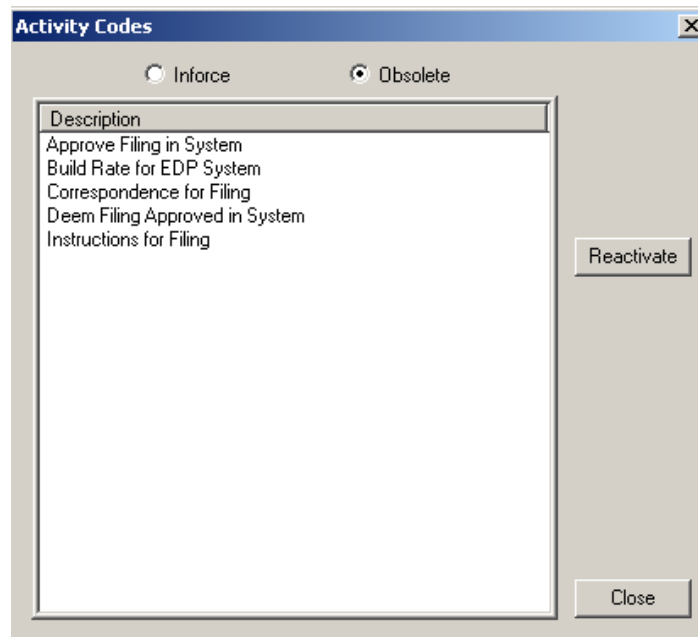 Activity Codes
Inforce Obsolete
Description
Approve Filing in System
Build Rate for EDP System
Correspondence for Filing
Deem Filing Approved in System
Instructions for Filing
Reactivate
Close